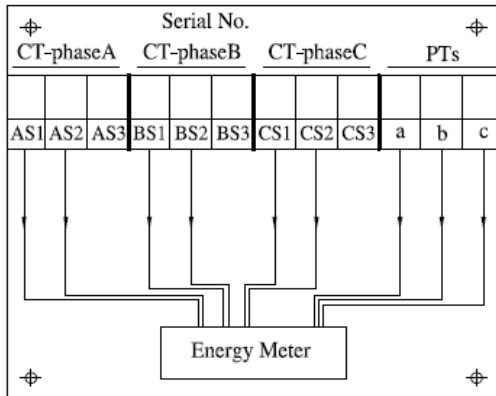 Serial No.
CT-phaseA CT-phaseB CT-phaseC PTs
AS1 AS2 AS3 BS1 BS2 BS3 CS1 CS2 CS3 a b c
Energy Meter